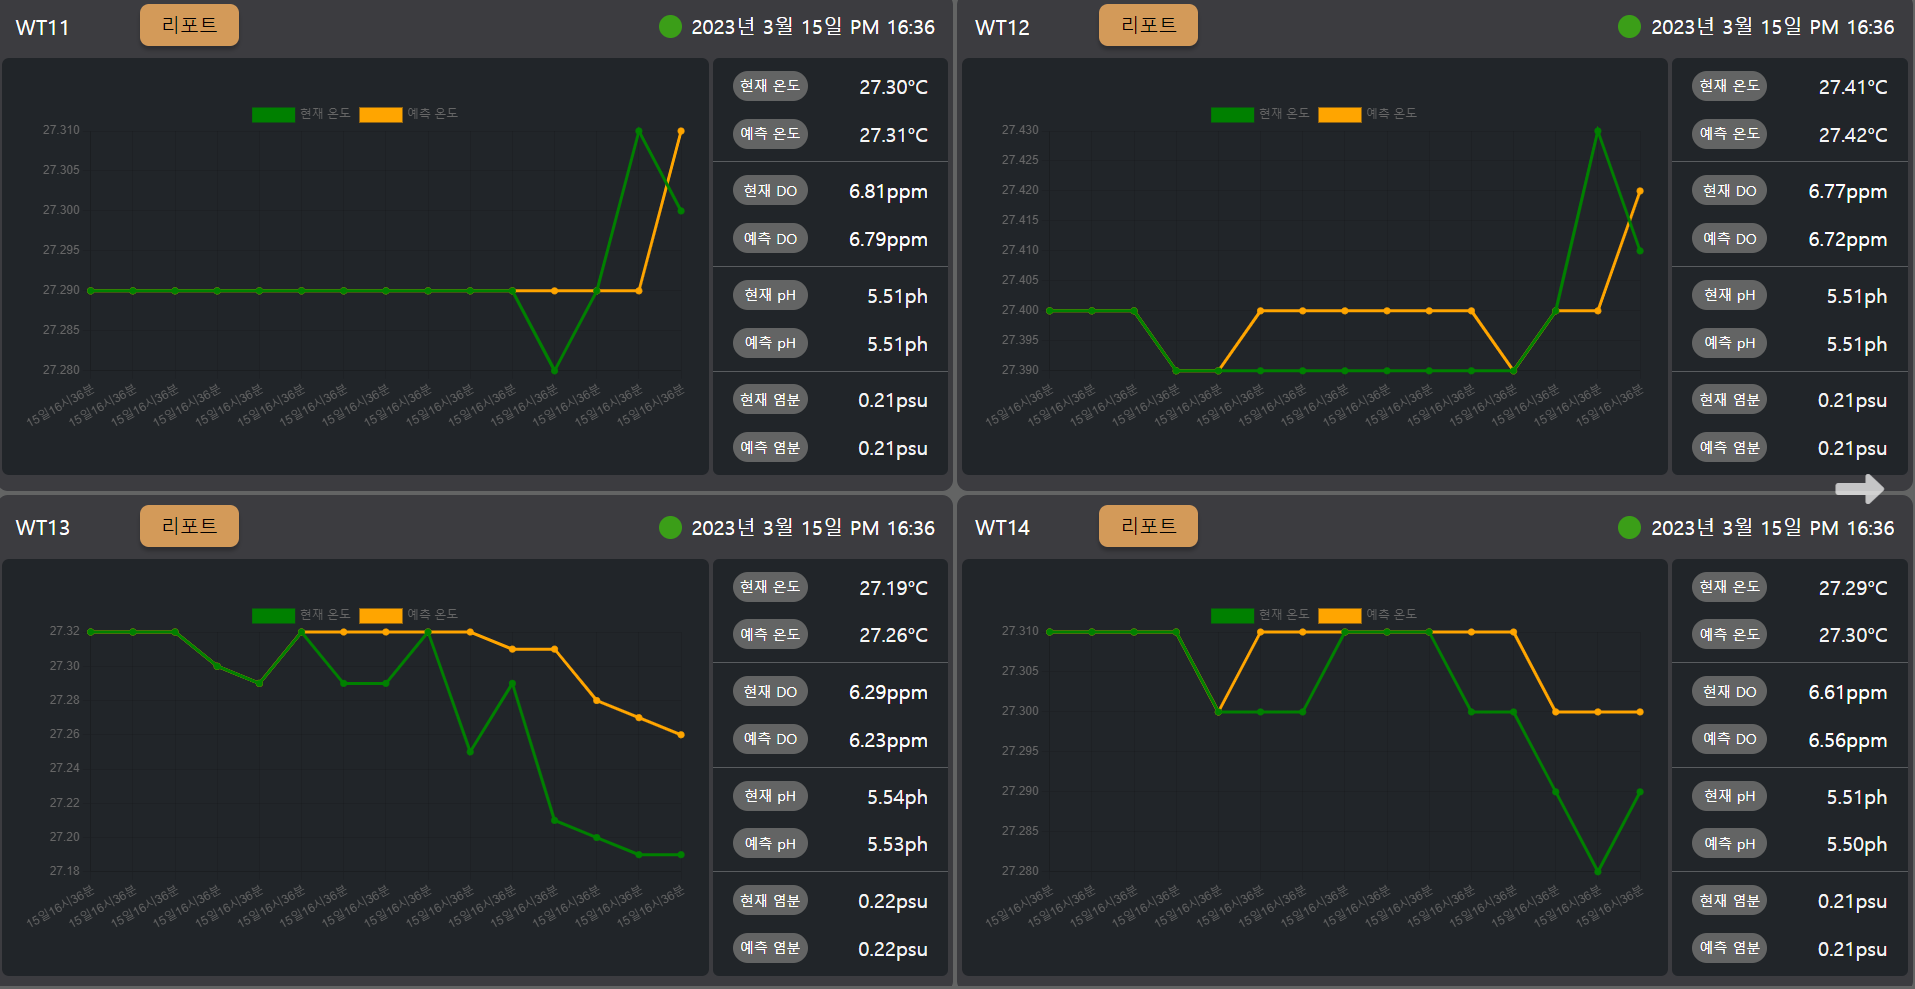 WT11 리포트 2023년 3월 15일 PM 16:36
현재 온도 예측 온도
27.310
27.305
27.300
27.295
27.290
27.285
27.280
15일16시36분 15일16시36분 15일16시36분 15일16시36분 15일16시36분 15일16시36분 15일16시36분 15일16시36분 15일16시36분 15일16시36분 15일16시36분 15일16시36분 15일16시36분 15일16시36분 15일16시36분
현재 온도 27.30°C
예측 온도 27.31°C
현재 DO 6.81ppm
예측 DO 6.79ppm
현재 pH 5.51ph
예측 pH 5.51ph
현재 염분 0.21psu
예측 염분 0.21psu
WT12 리포트 2023년 3월 15일 PM 16:36
현재 온도 예측 온도
27.430
27.425
27.420
27.415
27.410
27.405
27.400
27.395
27.390
15일16시36분 15일16시36분 15일16시36분 15일16시36분 15일16시36분 15일16시36분 15일16시36분 15일16시36분 15일16시36분 15일16시36분 15일16시36분 15일16시36분 15일16시36분 15일16시36분 15일16시36분
현재 온도 27.41°C
예측 온도 27.42°C
현재 DO 6.77ppm
예측 DO 6.72ppm
현재 pH 5.51ph
예측 pH 5.51ph
현재 염분 0.21psu
예측 염분 0.21psu
WT13 리포트 2023년 3월 15일 PM 16:36
현재 온도 예측 온도
27.32
27.30
27.28
27.26
27.24
27.22
27.20
27.18
15일16시36분 15일16시36분 15일16시36분 15일16시36분 15일16시36분 15일16시36분 15일16시36분 15일16시36분 15일16시36분 15일16시36분 15일16시36분 15일16시36분 15일16시36분 15일16시36분 15일16시36분
현재 온도 27.19°C
예측 온도 27.26°C
현재 DO 6.29ppm
예측 DO 6.23ppm
현재 pH 5.54ph
예측 pH 5.53ph
현재 염분 0.22psu
예측 염분 0.22psu
WT14 리포트 2023년 3월 15일 PM 16:36
현재 온도 예측 온도
27.310
27.305
27.300
27.295
27.290
27.285
27.280
15일16시36분 15일16시36분 15일16시36분 15일16시36분 15일16시36분 15일16시36분 15일16시36분 15일16시36분 15일16시36분 15일16시36분 15일16시36분 15일16시36분 15일16시36분 15일16시36분 15일16시36분
현재 온도 27.29°C
예측 온도 27.30°C
현재 DO 6.61ppm
예측 DO 6.56ppm
현재 pH 5.51ph
예측 pH 5.50ph
현재 염분 0.21psu
예측 염분 0.21psu